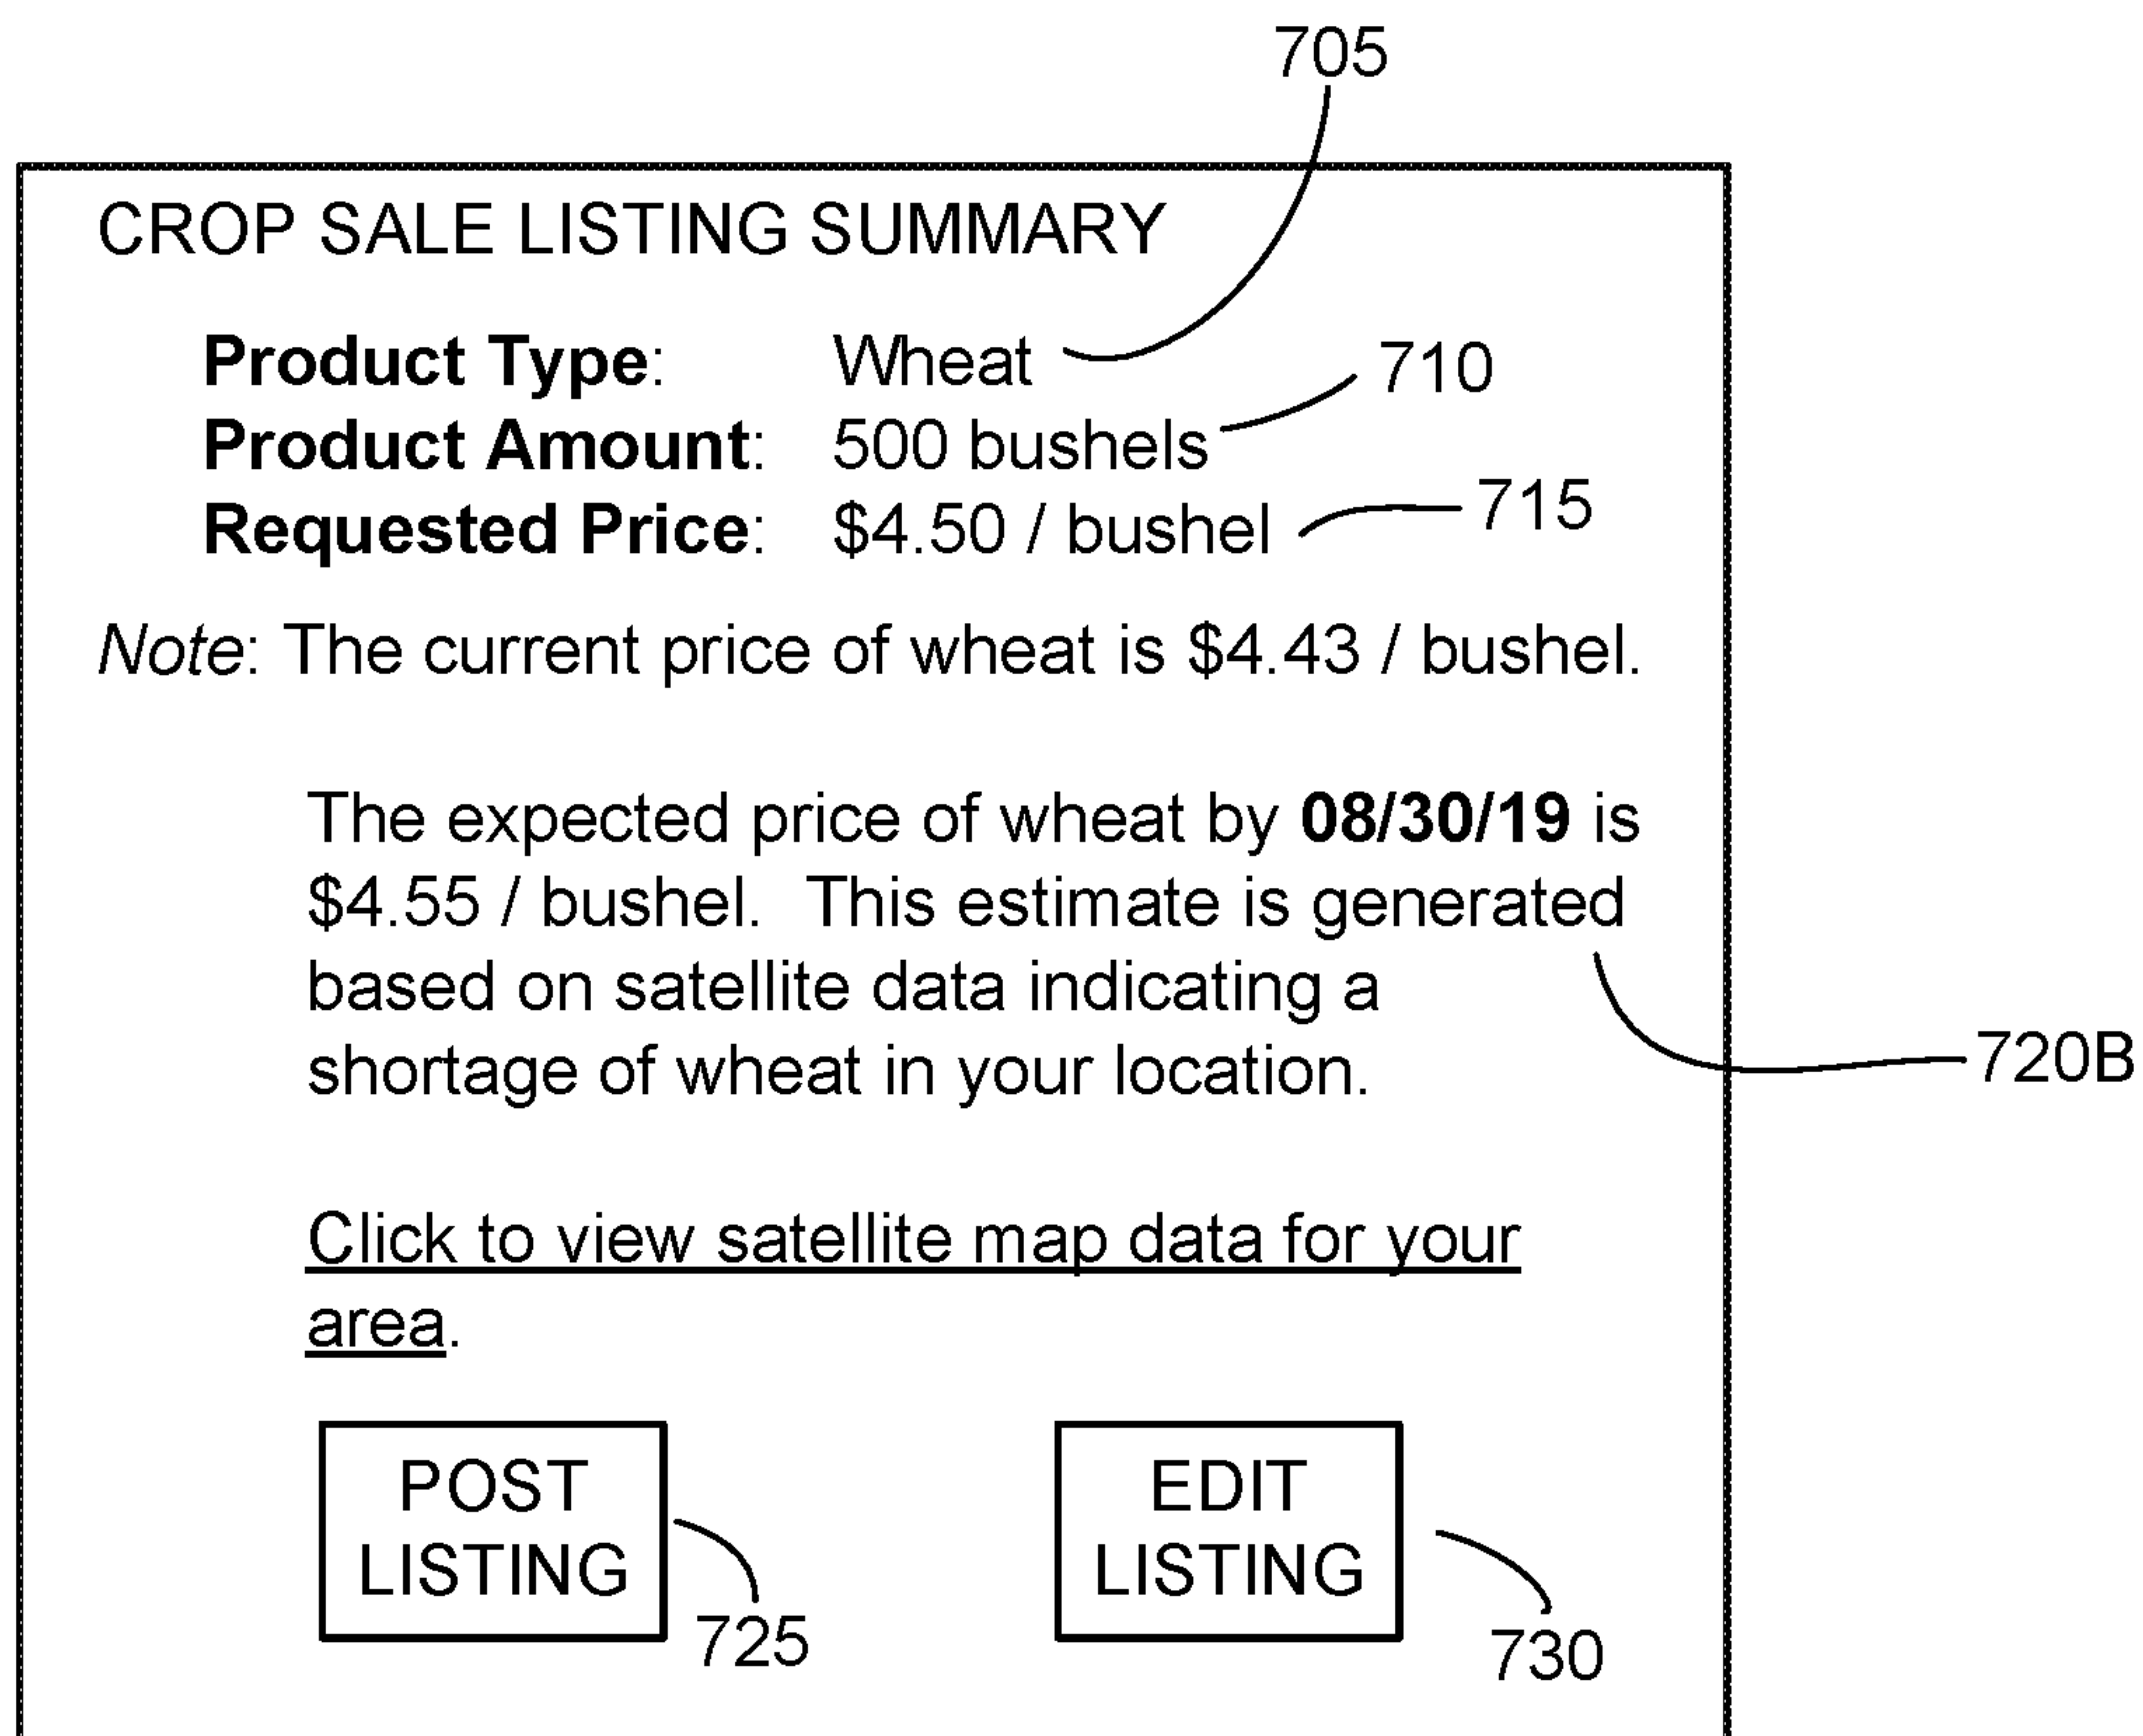 705
CROP SALE LISTING SUMMARY
Product Type: Wheat
710
Product Amount: 500 bushels
715
Requested Price: $4.50 / bushel
Note: The current price of wheat is $4.43 / bushel.
The expected price of wheat by 08/30/19 is
$4.55 / bushel. This estimate is generated
based on satellite data indicating a
shortage of wheat in your location.
720B
Click to view satellite map data for your
area.
POST
LISTING
725
EDIT
LISTING
730